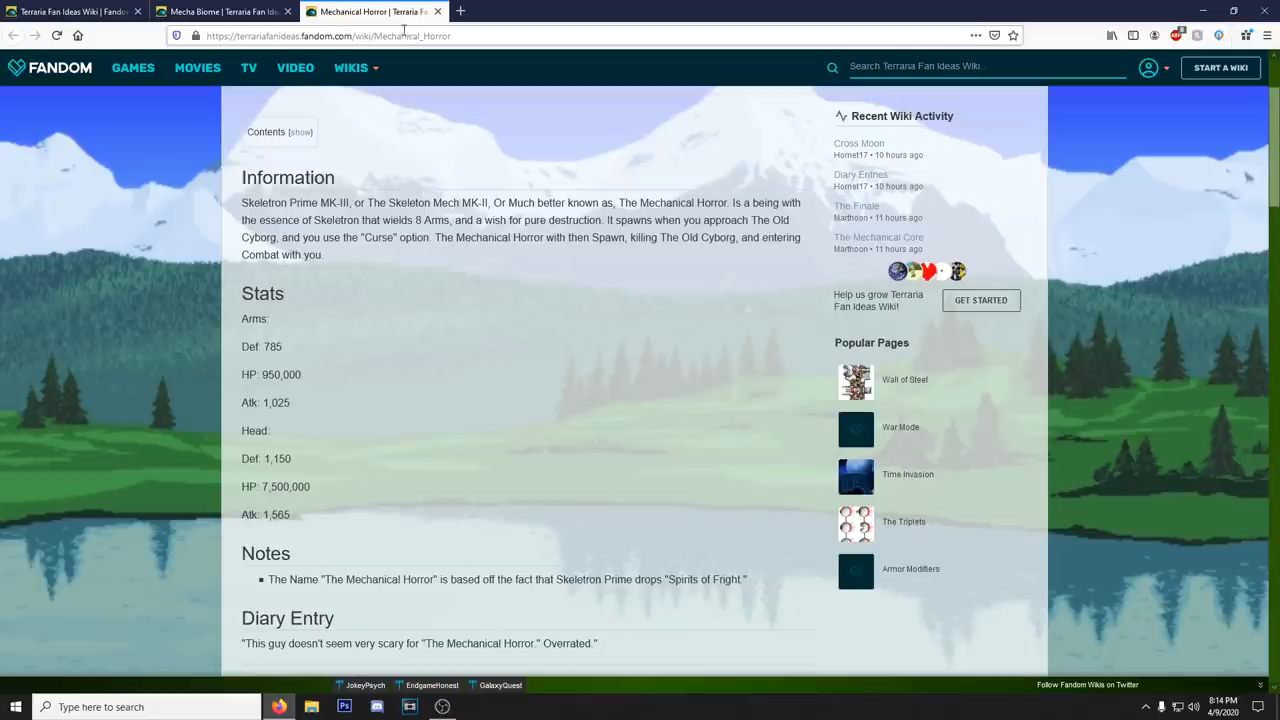 Terraria Fan Ideas Wiki | Fandom
Mecha Biome | Terraria Fan Ideas
Mechanical Horror | Terraria Fa
https://terrariafanideas.fandom.com/wiki/Mechanical_Horror
FANDOM
GAMES
MOVIES
TV
VIDEO
WIKIS
Search Terraria Fan Ideas Wiki...
START A WIKI
Contents [show]
Information
Skeletron Prime MK-III, or The Skeleton Mech MK-II, Or Much better known as, The Mechanical Horror. Is a being with
the essence of Skeletron that wields 8 Arms, and a wish for pure destruction. It spawns when you approach The Old
Cyborg, and you use the "Curse" option. The Mechanical Horror with then Spawn, killing The Old Cyborg, and entering
Combat with you.
Stats
Arms:
Def: 785
HP: 950,000
Atk: 1,025
Head:
Def: 1,150
HP: 7,500,000
Atk: 1,565
Notes
The Name "The Mechanical Horror" is based off the fact that Skeletron Prime drops "Spirits of Fright."
Diary Entry
"This guy doesn't seem very scary for "The Mechanical Horror." Overrated."
Recent Wiki Activity
Cross Moon
Hornet17 • 10 hours ago
Diary Entries
Hornet17 • 10 hours ago
The Finale
Marthoon • 11 hours ago
The Mechanical Core
Marthoon • 11 hours ago
Help us grow Terraria
Fan Ideas Wiki!
GET STARTED
Popular Pages
Wall of Steel
War Mode
Time Invasion
The Triplets
Armor Modifiers
JokeyPsych
EndgameHonest
GalaxyQuest
Follow Fandom Wikis on Twitter
Type here to search
Ps
8:14 PM
4/9/2020